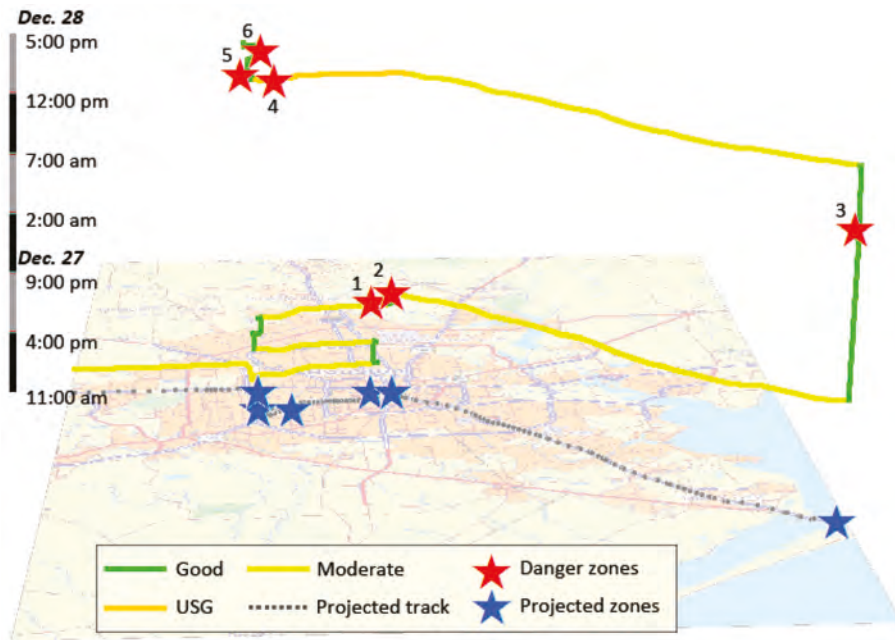 Dec. 28
5:00 pm
12:00 pm
7:00 am
2:00 am
Dec. 27
9:00 pm
4:00 pm
11:00 am
6
5
4
3
2
1
Good
Moderate
Danger zones
USG
Projected track
Projected zones